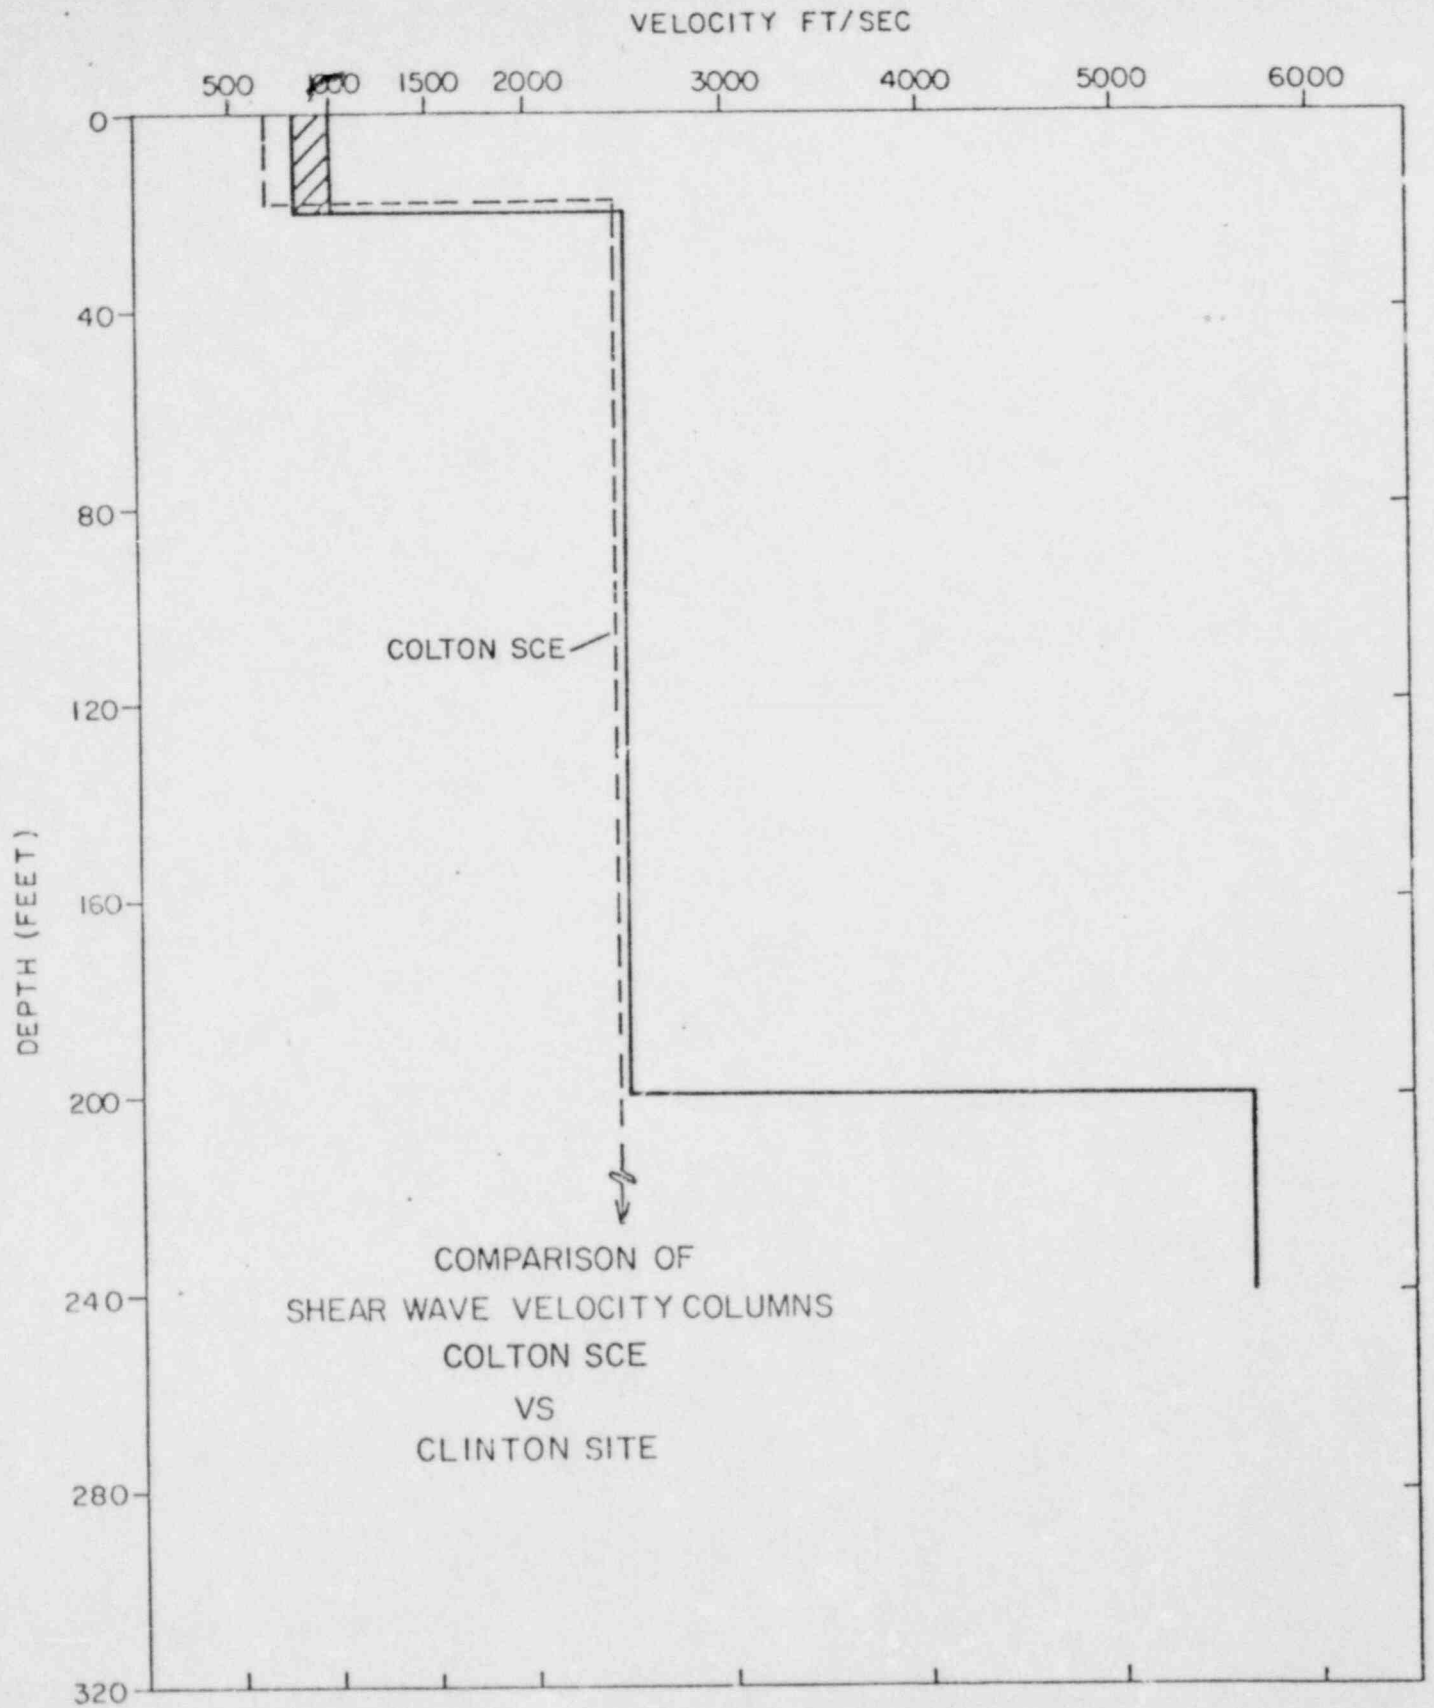 VELOCITY FT/SEC
500 1000 1500 2000 3000 4000 5000 6000
0
40
80
COLTON SCE
120
DEPTH (FEET)
160
200
COMPARISON OF
240
SHEAR WAVE VELOCITY COLUMNS
COLTON SCE
VS
CLINTON SITE
280
320